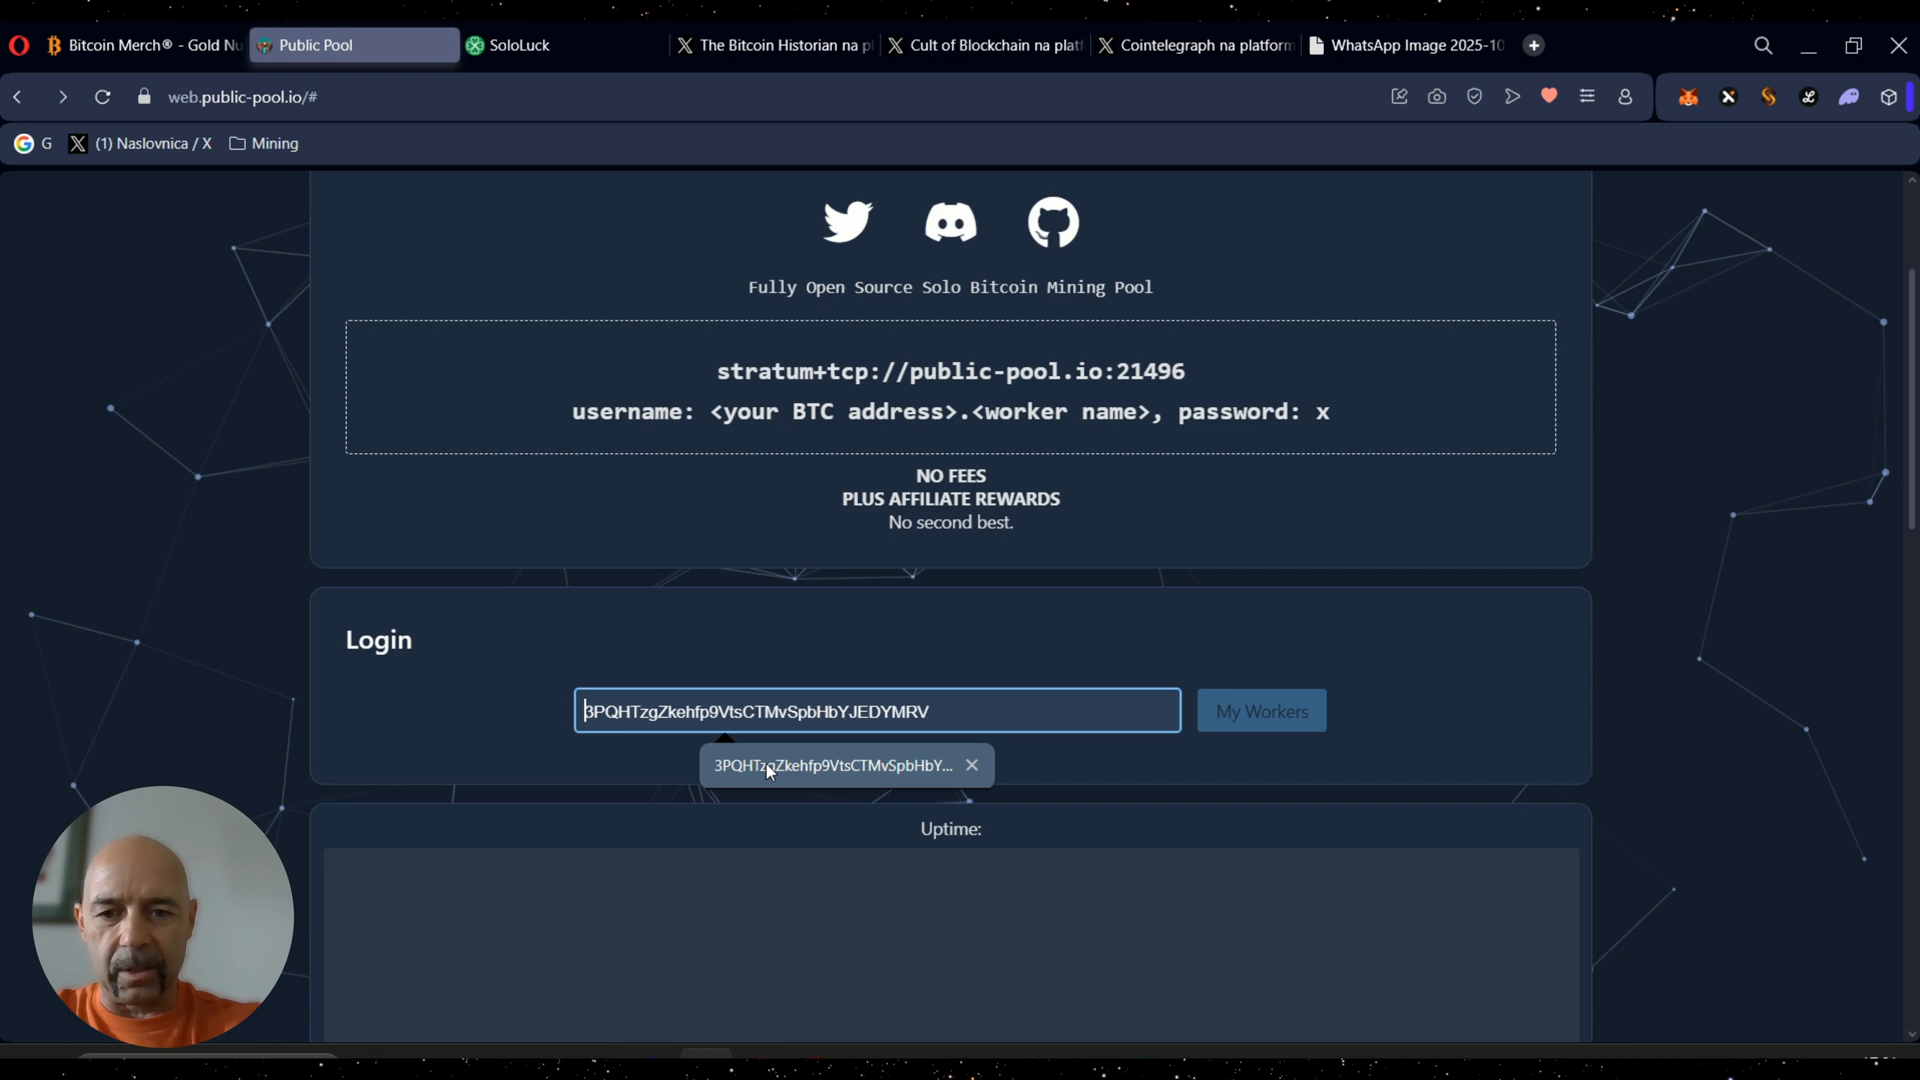 Bitcoin Merch® - Gold Nu
Public Pool
SoloLuck
The Bitcoin Historian na p
Cult of Blockchain na platf
Cointelegraph na platform
WhatsApp Image 2025-10
web.public-pool.io/#
G
(1) Naslovnica / X
Mining
Fully Open Source Solo Bitcoin Mining Pool
stratum+tcp://public-pool.io:21496
username: <your BTC address>.<worker name>, password: x
NO FEES
PLUS AFFILIATE REWARDS
No second best.
Login
3PQHTzgZkehfp9VtsCTMvSpbHbYJEDYMRV
My Workers
3PQHTzgZkehfp9VtsCTMvSpbHbY...
Uptime: